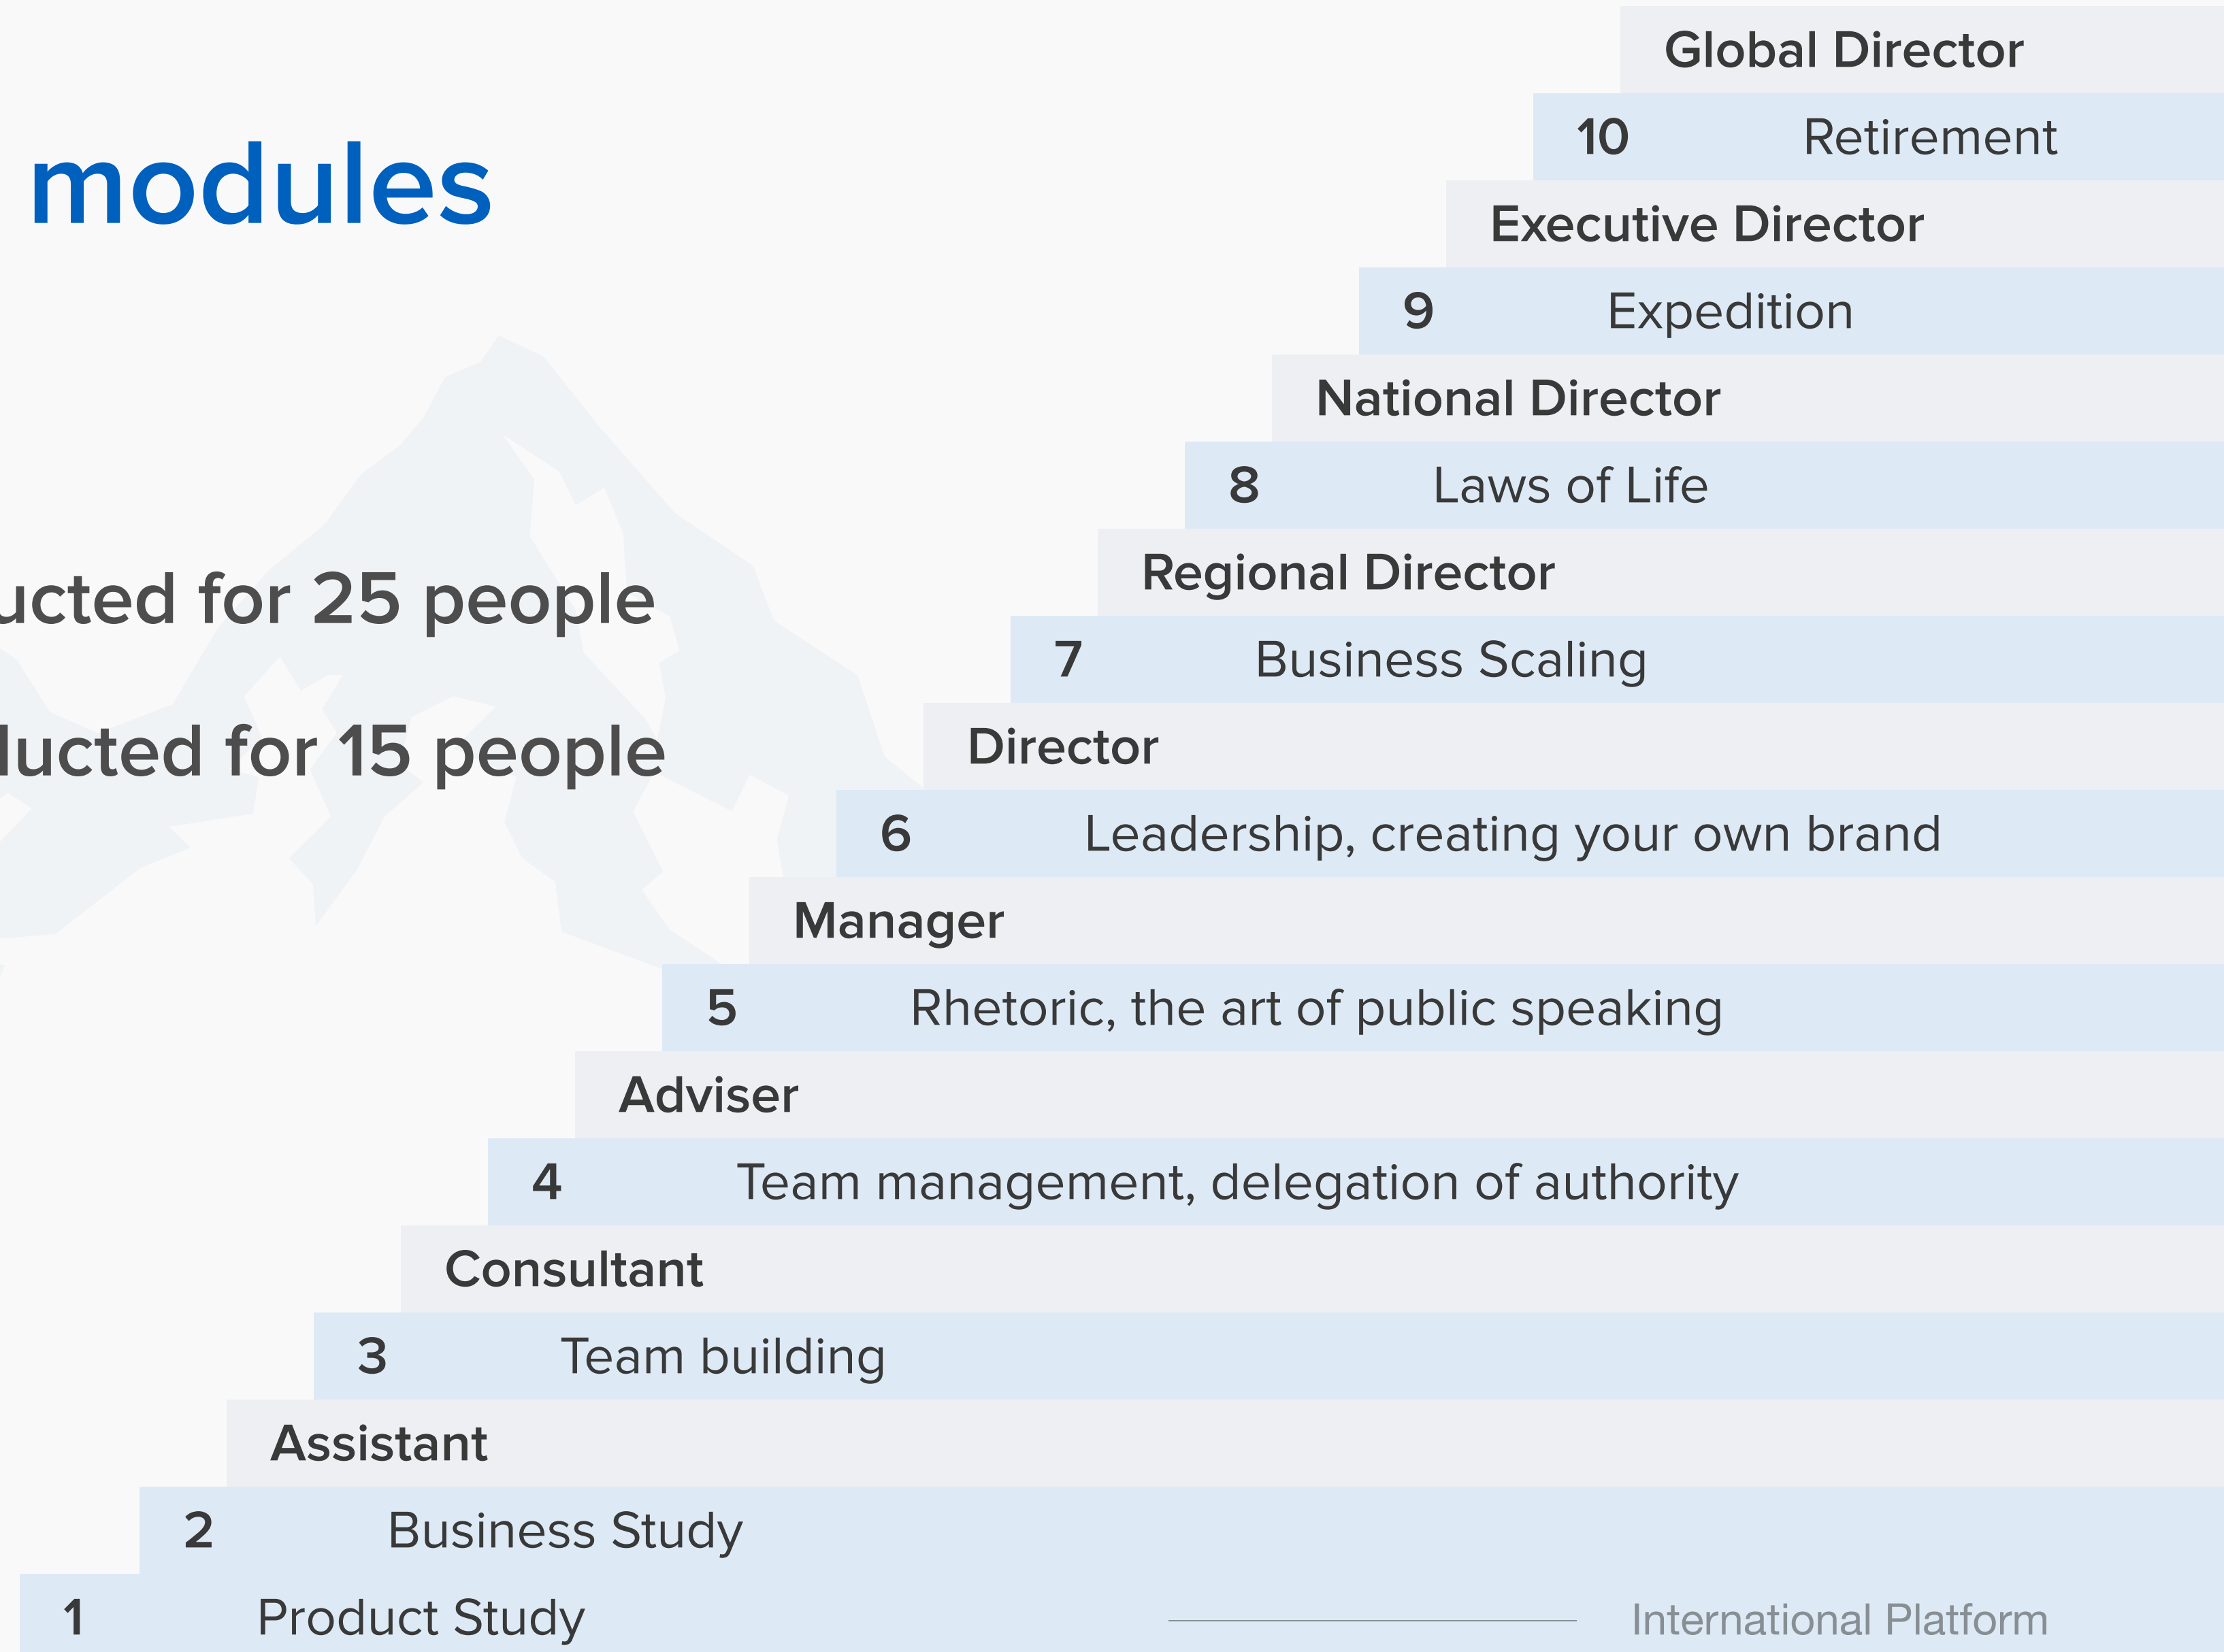 modules
ucted for 25 people
lucted for 15 people
Global Director
10 Retirement
Executive Director
9 Expedition
National Director
8 Laws of Life
Regional Director
7 Business Scaling
Director
6 Leadership, creating your own brand
Manager
5 Rhetoric, the art of public speaking
Adviser
4 Team management, delegation of authority
Consultant
3 Team building
Assistant
2 Business Study
1 Product Study
International Platform